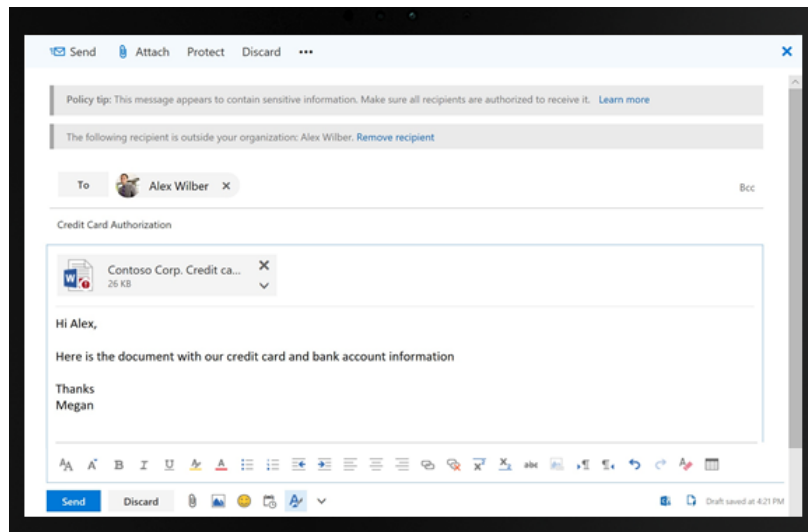 Send Attach Protect Discard
Policy tip: This message appears to contain sensitive information. Make sure all recipients are authorized to receive it. Learn more
The following recipient is outside your organization: Alex Wilber. Remove recipient
To Alex Wilber Bcc
Credit Card Authorization
Contoso Corp. Credit ca...
26 KB
Hi Alex,
Here is the document with our credit card and bank account information
Thanks
Megan
Send Discard Draft saved at 4:21 PM